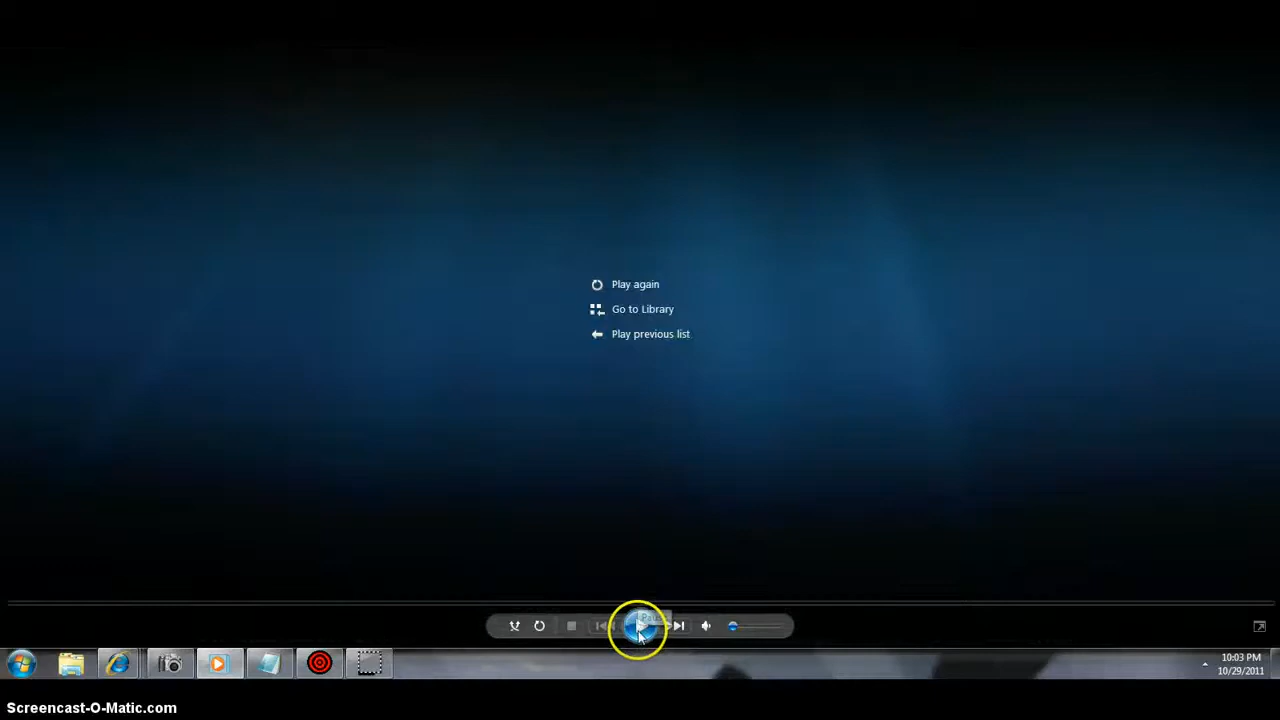 Play again
Go to Library
Play previous list
10:03 PM
10/29/2011
Screencast-O-Matic.com